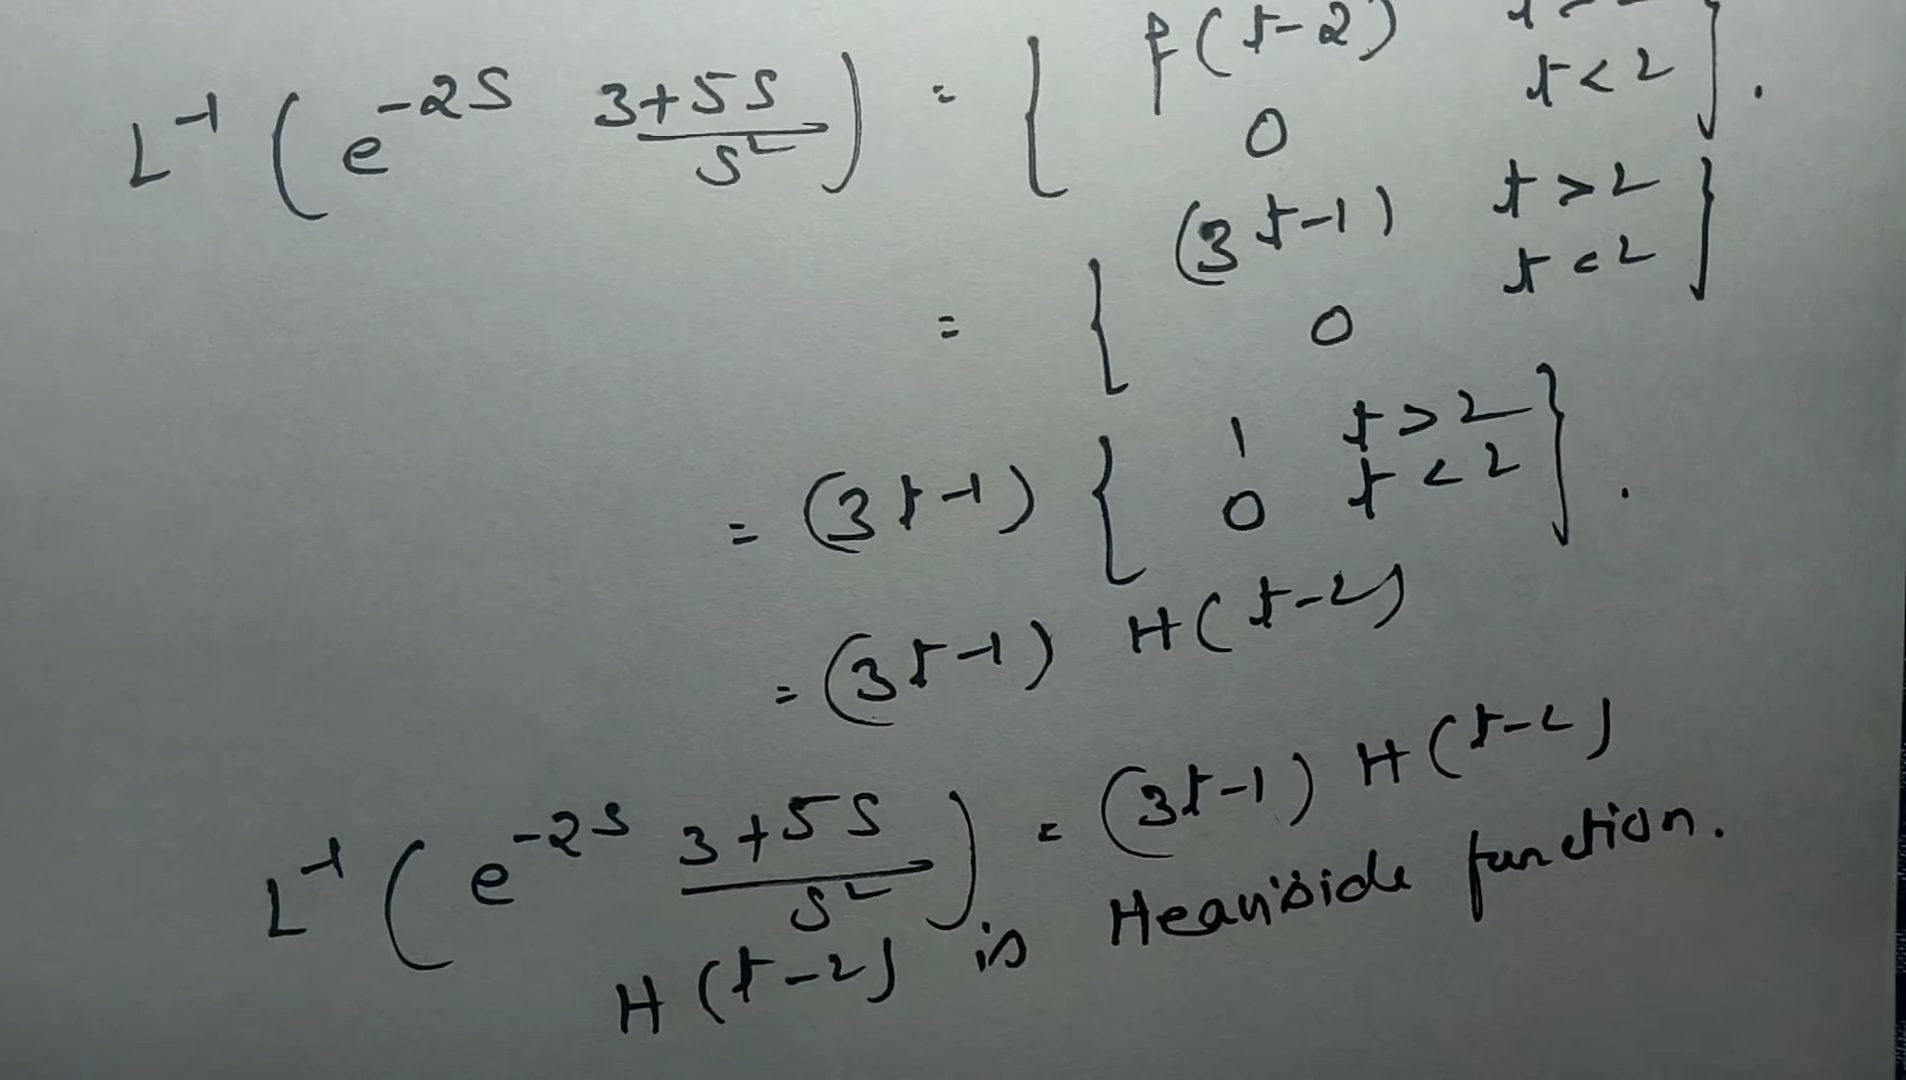 L⁻¹ ( e^{-2S} (3+5S)/S² ) = { f(t-2)
0 t<2 } .
= { (3t-1) t>2
0 t<2 }
= (3t-1) { 1 t>2
0 t<2 } .
= (3t-1) H(t-2)
L⁻¹ ( e^{-2S} (3+5S)/S² ) = (3t-1) H(t-2)
H(t-2) is Heaviside function.